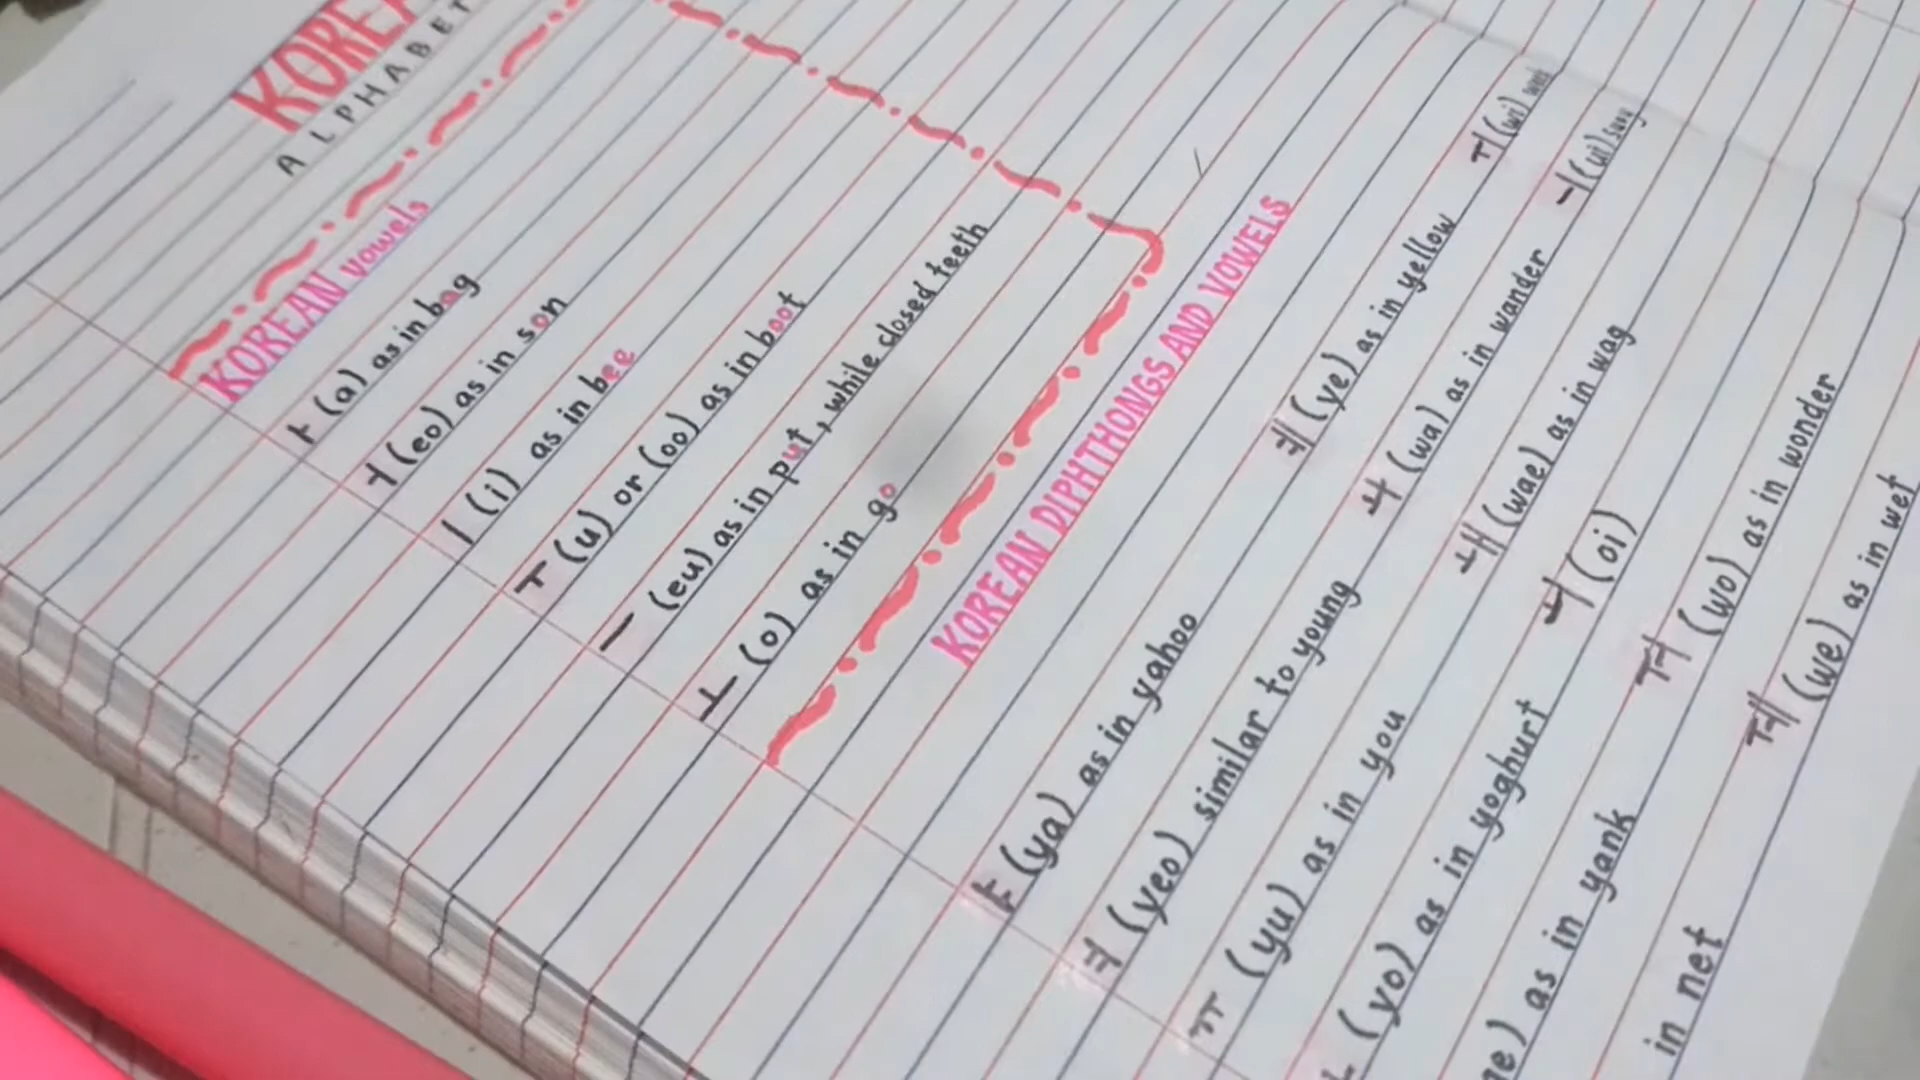 KOREA
ALPHABET
KOREAN vowels
ㅏ (a) as in bag
ㅓ (eo) as in son
ㅣ (i) as in bee
ㅜ (u) or (oo) as in boot
ㅡ (eu) as in put, while closed teeth
ㅗ (o) as in go
KOREAN DIPHTHONGS AND VOWELS
ㅑ (ya) as in yahoo
ㅕ (yeo) similar to young
ㅠ (yu) as in you
(yo) as in yoghurt
as in yank
in net
ㅖ (ye) as in yellow
ㅘ (wa) as in wander
ㅙ (wae) as in wag
ㅚ (oi)
ㅝ (wo) as in wonder
ㅞ (we) as in wet
ㅟ (wi)
ㅢ (ui)